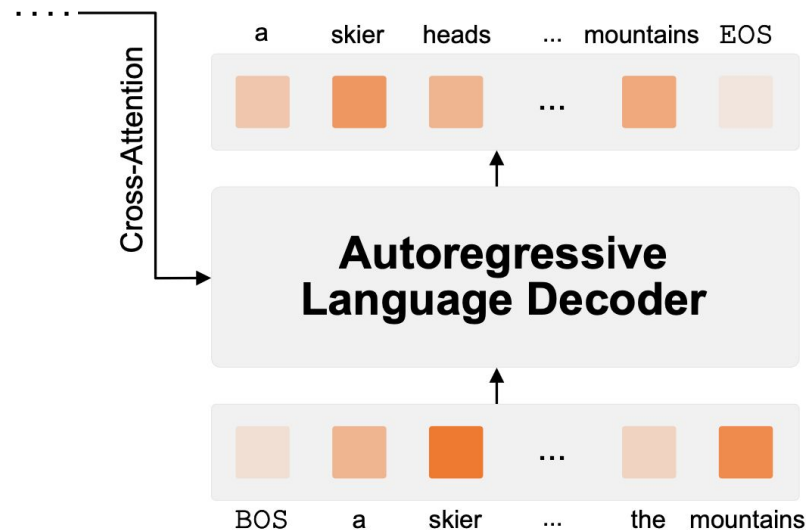 ....
a skier heads ... mountains EOS
...
Cross-Attention
Autoregressive
Language Decoder
...
BOS a skier ... the mountains